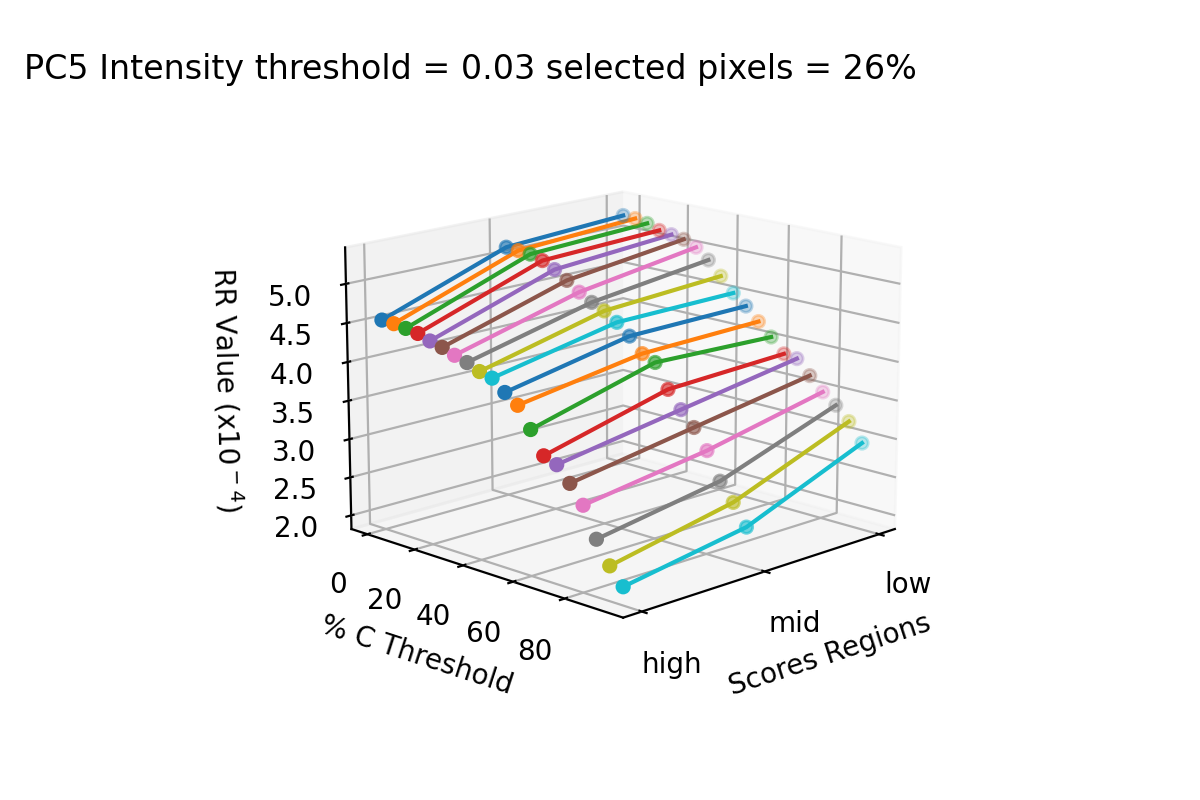 PC5 Intensity threshold = 0.03 selected pixels = 26%
RR Value (x10⁻⁴)
5.0
4.5
4.0
3.5
3.0
2.5
2.0
0
20
40
60
80
% C Threshold
high
mid
low
Scores Regions